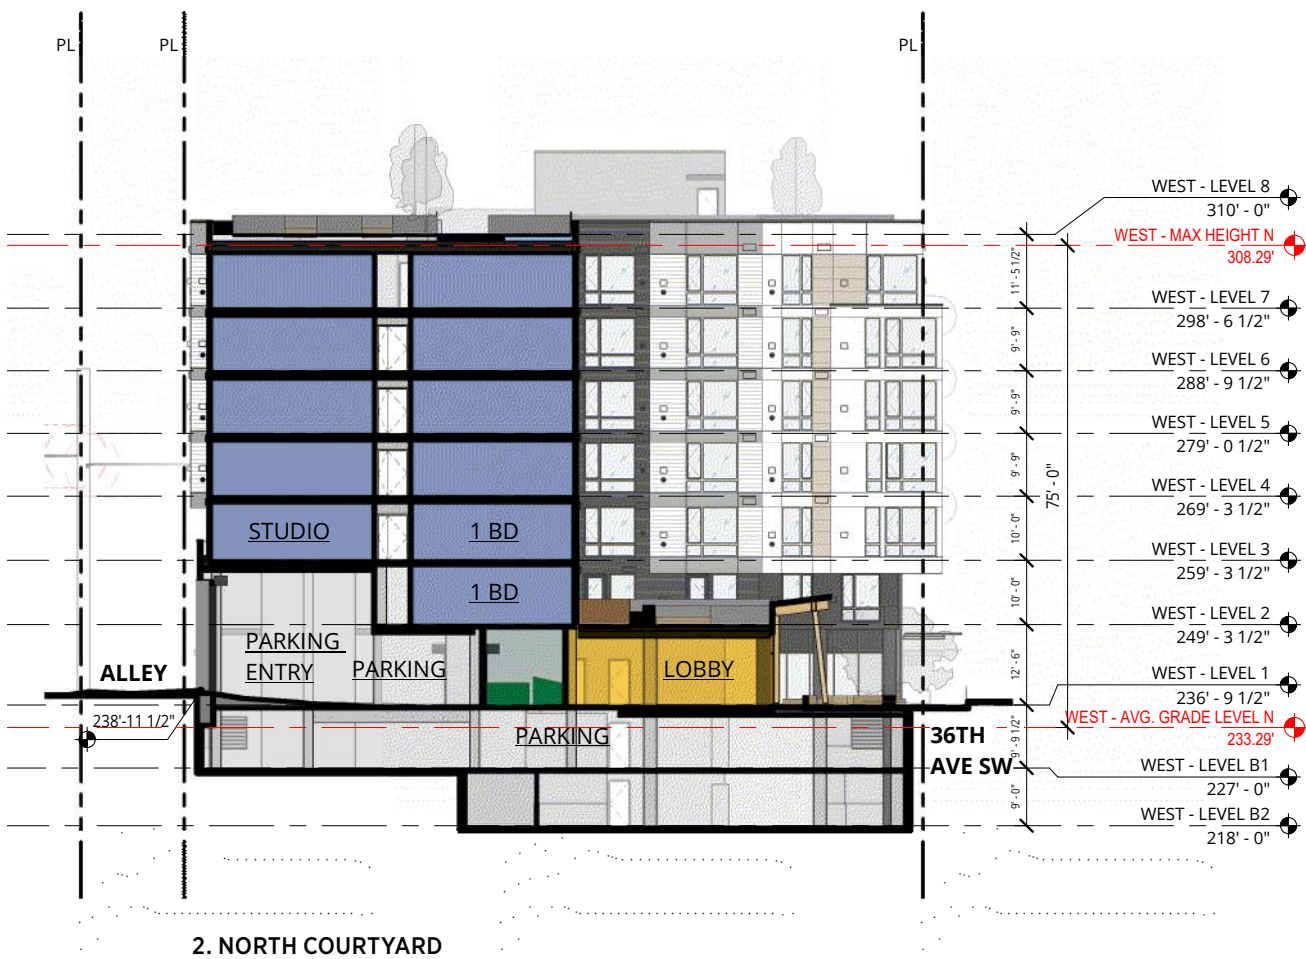 PL
PL
PL
WEST - LEVEL 8
310' - 0"
WEST - MAX HEIGHT N
308.29'
11' - 5 1/2"
WEST - LEVEL 7
298' - 6 1/2"
9' - 9"
WEST - LEVEL 6
288' - 9 1/2"
9' - 9"
WEST - LEVEL 5
279' - 0 1/2"
9' - 9"
75' - 0"
WEST - LEVEL 4
269' - 3 1/2"
STUDIO
1 BD
10' - 0"
WEST - LEVEL 3
259' - 3 1/2"
1 BD
10' - 0"
WEST - LEVEL 2
249' - 3 1/2"
PARKING
ENTRY
PARKING
LOBBY
12' - 6"
ALLEY
WEST - LEVEL 1
236' - 9 1/2"
238'-11 1/2"
WEST - AVG. GRADE LEVEL N
233.29'
PARKING
9' - 9 1/2"
36TH
AVE SW
WEST - LEVEL B1
227' - 0"
9' - 0"
WEST - LEVEL B2
218' - 0"
2. NORTH COURTYARD